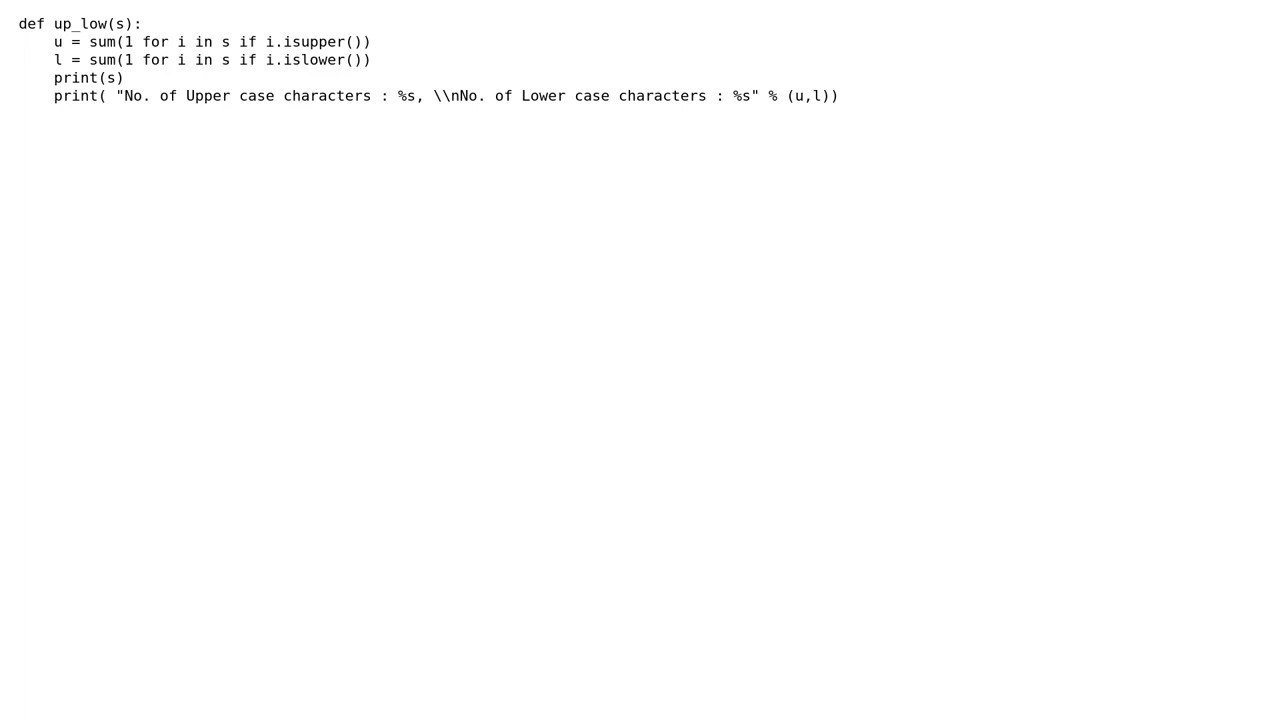 def up_low(s):
    u = sum(1 for i in s if i.isupper())
    l = sum(1 for i in s if i.islower())
    print(s)
    print( "No. of Upper case characters : %s, \\nNo. of Lower case characters : %s" % (u,l))